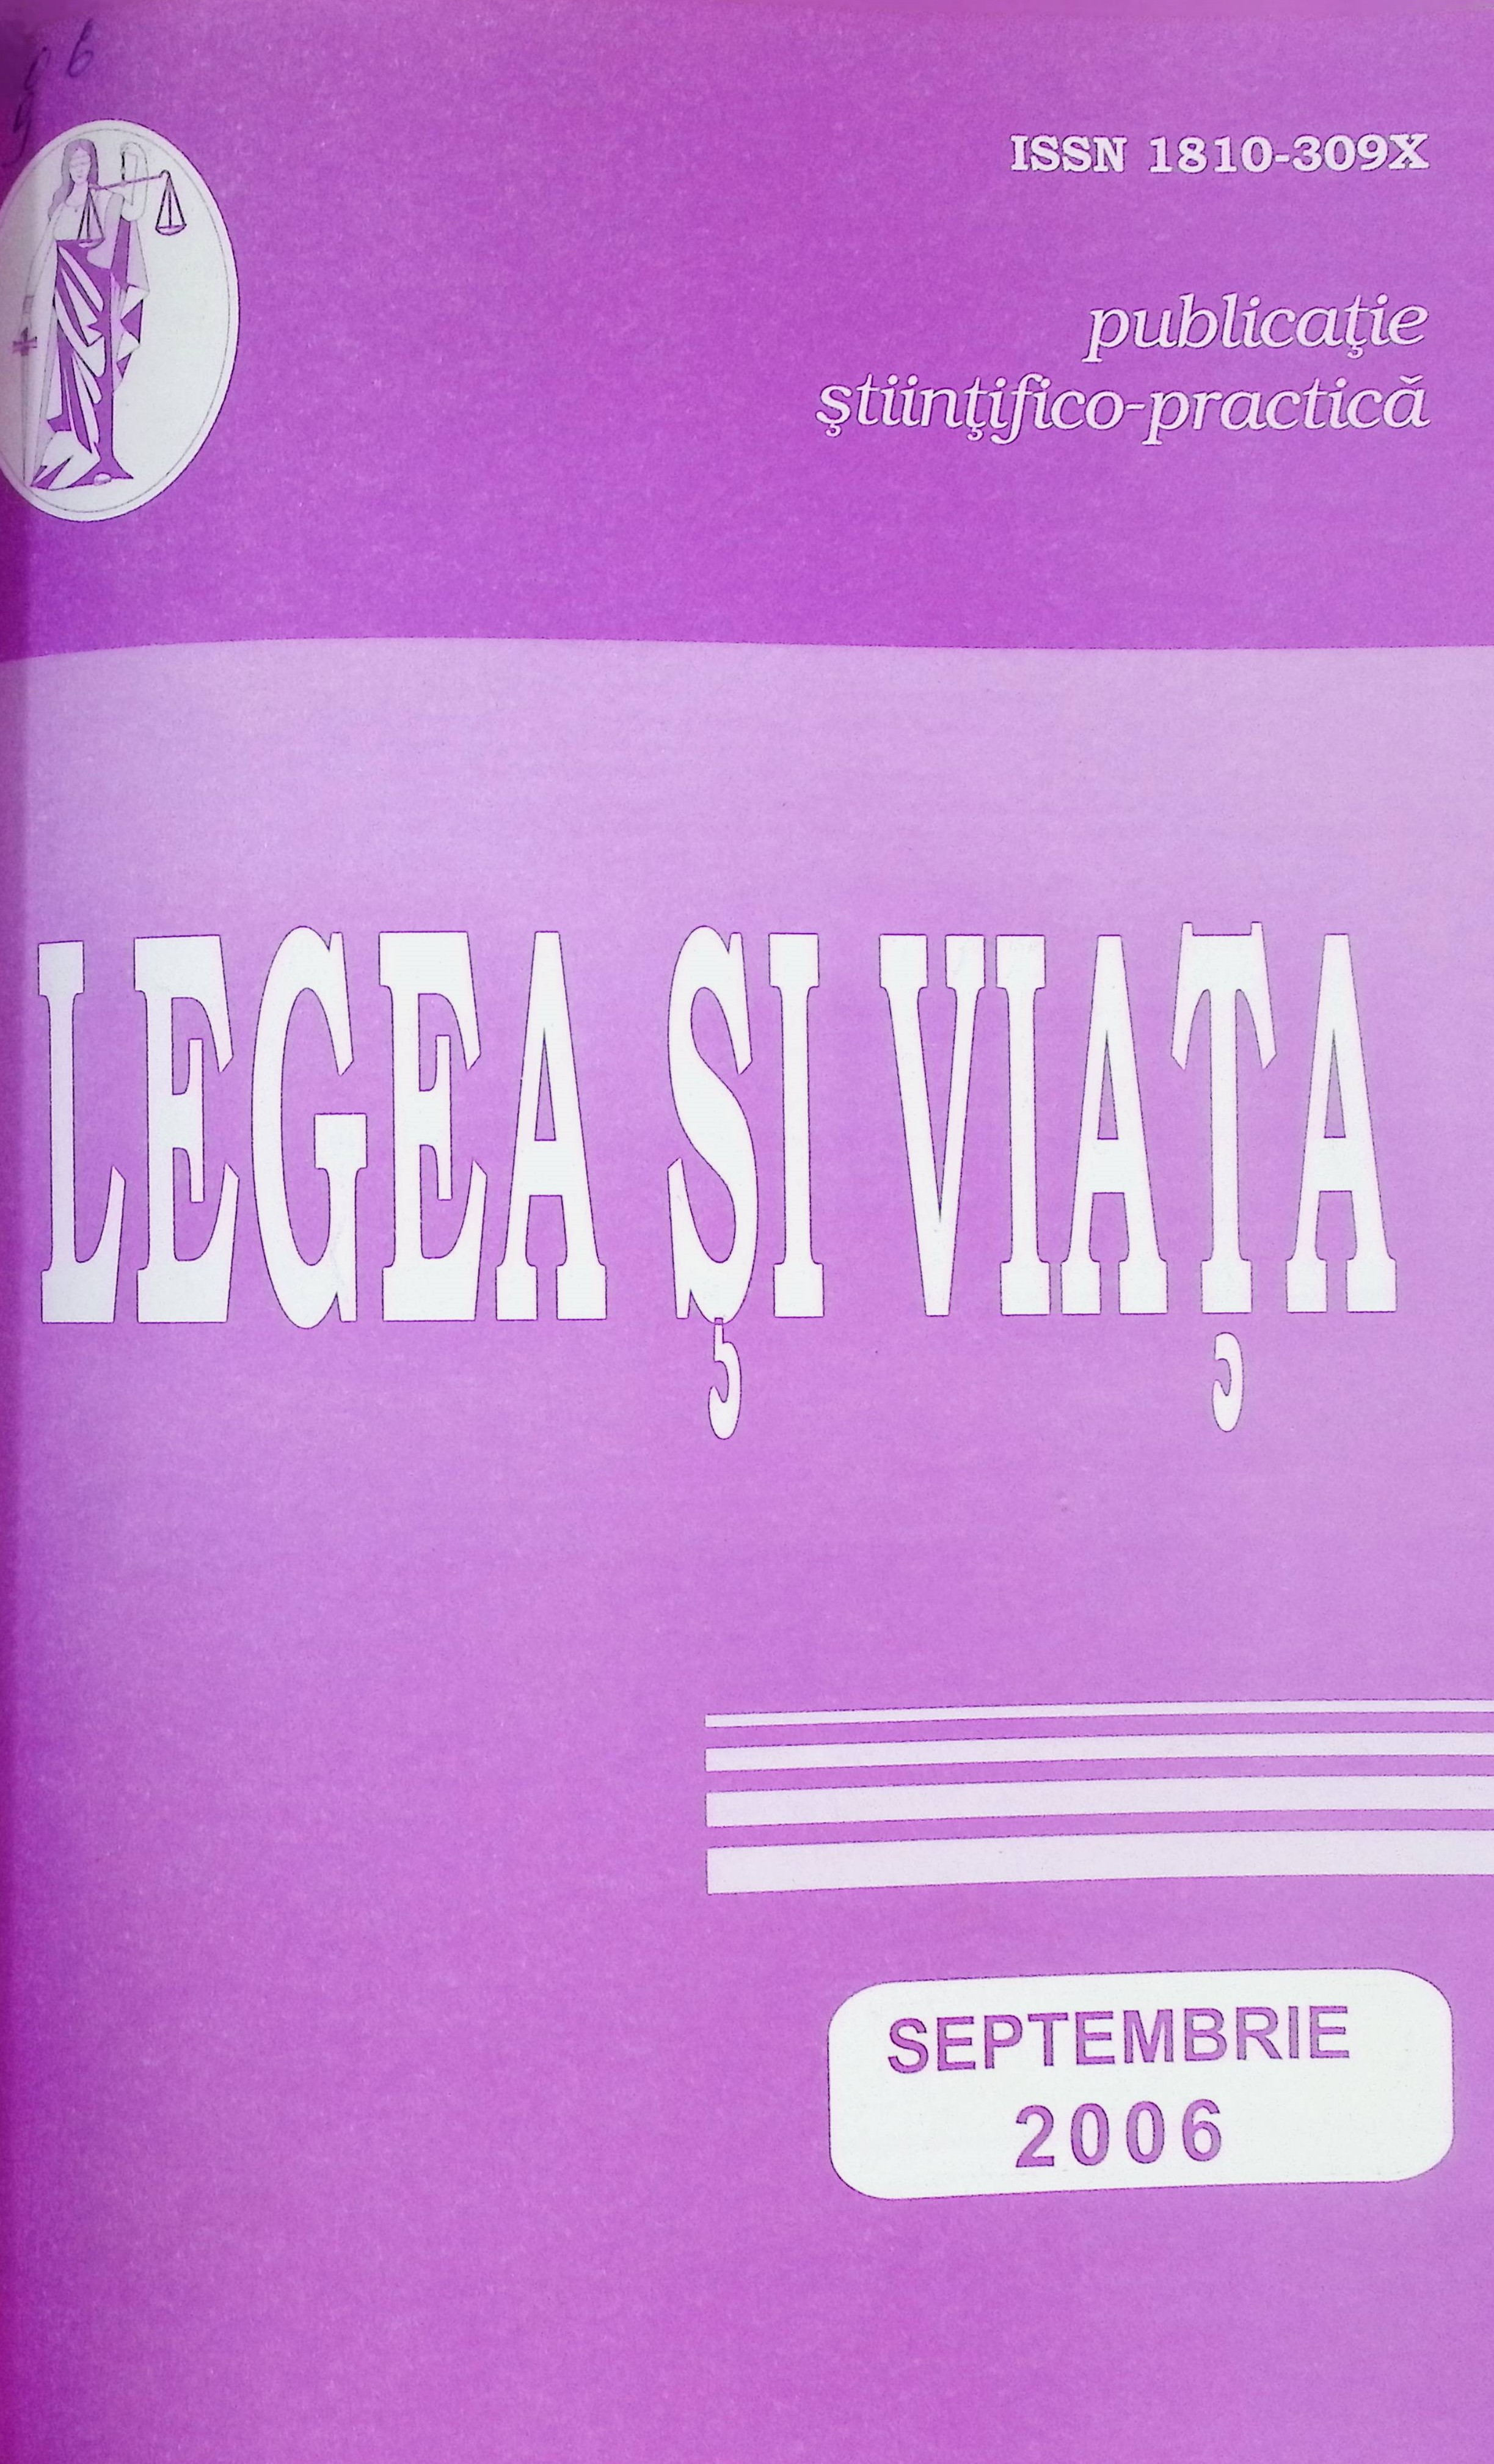 ISSN 1810-309X
publicaţie
ştiinţifico-practică
LEGEA ŞI VIAŢA
SEPTEMBRIE
2006